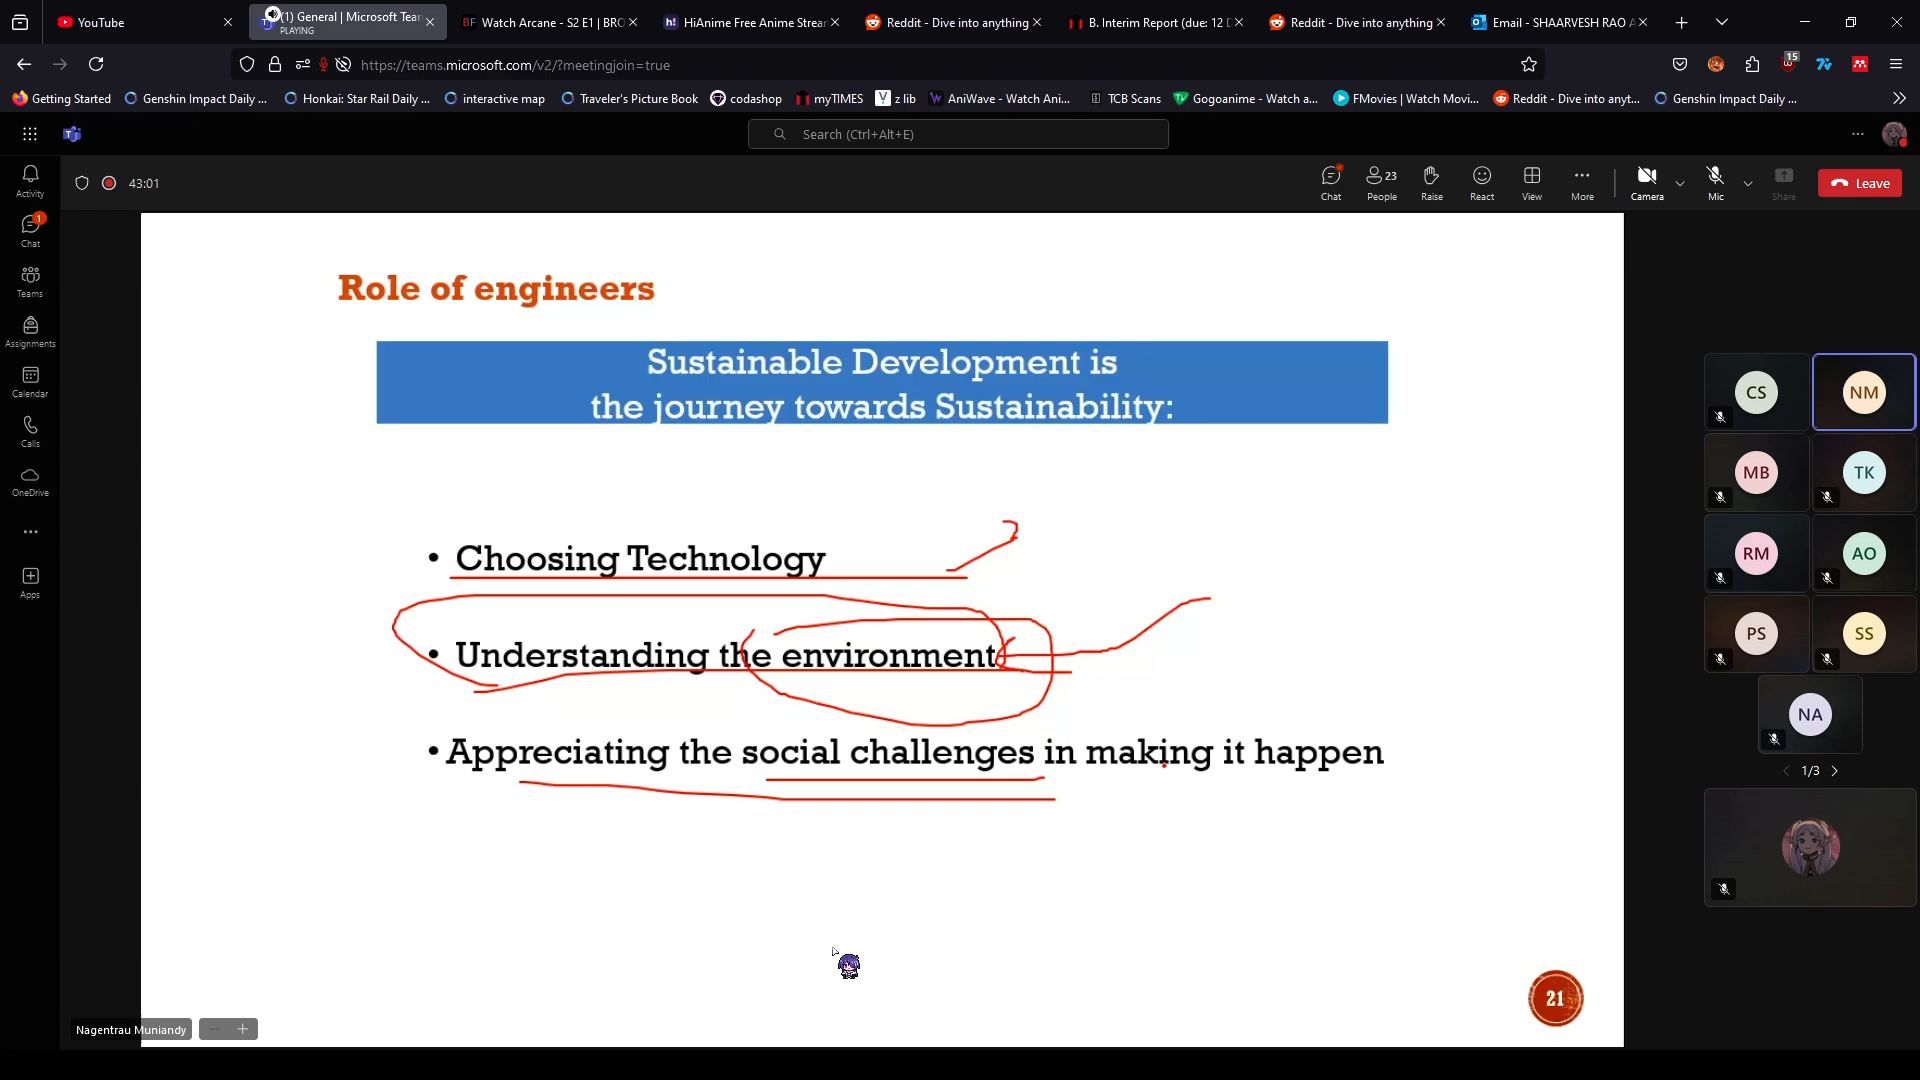 YouTube
(1) General | Microsoft Tean
PLAYING
BF Watch Arcane - S2 E1 | BRO
h! HiAnime Free Anime Strear
Reddit - Dive into anything
B. Interim Report (due: 12 D
Reddit - Dive into anything
Email - SHAARVESH RAO A
https://teams.microsoft.com/v2/?meetingjoin=true
15
Getting Started
Genshin Impact Daily ...
Honkai: Star Rail Daily ...
interactive map
Traveler's Picture Book
codashop
myTIMES
z lib
AniWave - Watch Ani...
TCB Scans
Gogoanime - Watch a...
FMovies | Watch Movi...
Reddit - Dive into anyt...
Genshin Impact Daily ...
Search (Ctrl+Alt+E)
43:01
Chat
23
People
Raise
React
View
More
Camera
Mic
Share
Leave
Activity
1
Chat
Teams
Assignments
Calendar
Calls
OneDrive
Apps
Role of engineers
Sustainable Development is
the journey towards Sustainability:
• Choosing Technology
• Understanding the environment
• Appreciating the social challenges in making it happen
21
Nagentrau Muniandy
CS
NM
MB
TK
RM
AO
PS
SS
NA
1/3